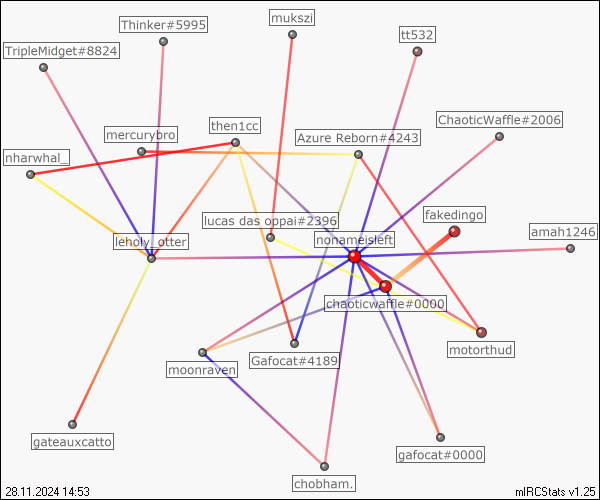 mukszi
Thinker#5995
tt532
TripleMidget#8824
ChaoticWaffle#2006
then1cc
mercurybro
Azure Reborn#4243
nharwhal_
fakedingo
lucas das oppai#2396
amah1246
leholy_otter
nonameisleft
chaoticwaffle#0000
motorthud
Gafocat#4189
moonraven
gateauxcatto
gafocat#0000
chobham.
28.11.2024 14:53
mIRCStats v1.25